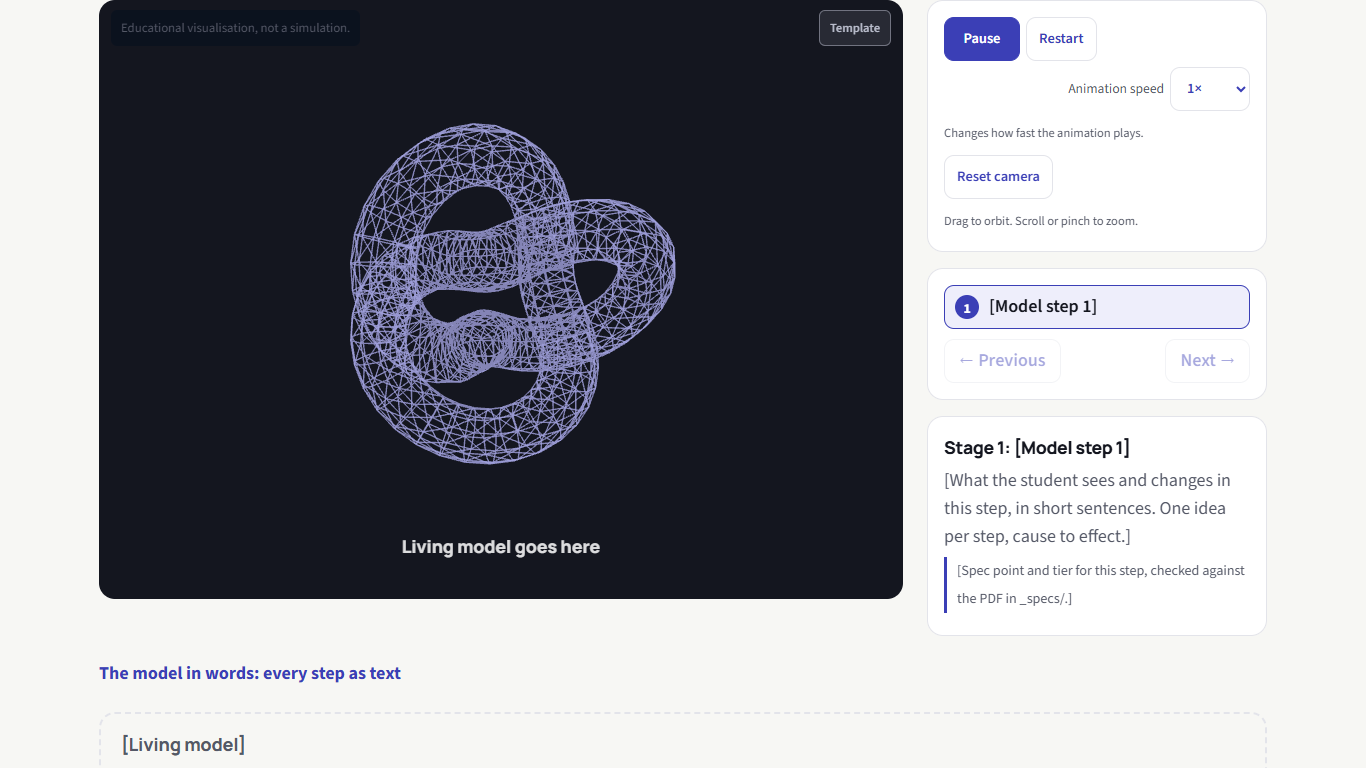 Educational visualisation, not a simulation.
Template
Living model goes here
Pause
Restart
Animation speed
1×
Changes how fast the animation plays.
Reset camera
Drag to orbit. Scroll or pinch to zoom.
1
[Model step 1]
← Previous
Next →
Stage 1: [Model step 1]
[What the student sees and changes in
this step, in short sentences. One idea
per step, cause to effect.]
[Spec point and tier for this step, checked against
the PDF in _specs/.]
The model in words: every step as text
[Living model]